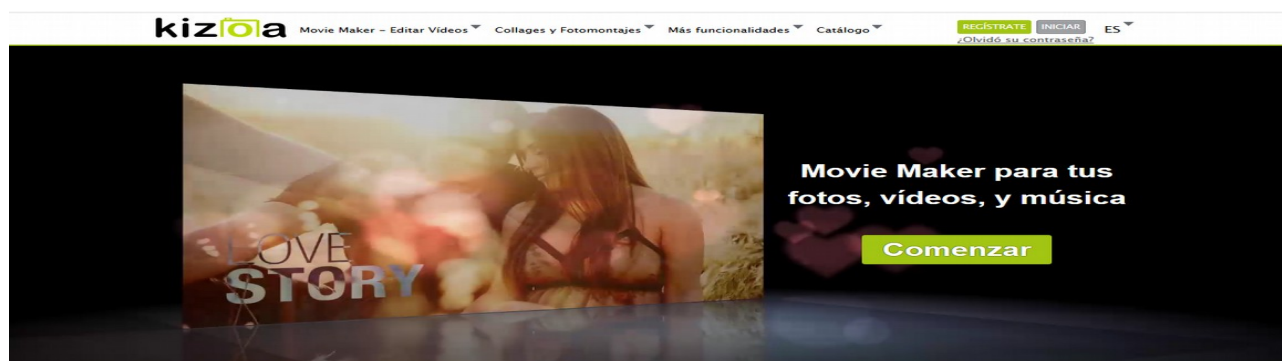 kizoa Movie Maker – Editar Vídeos Collages y Fotomontajes Más funcionalidades Catálogo REGÍSTRATE INICIAR ES
¿Olvidó su contraseña?
Movie Maker para tus
fotos, vídeos, y música
Comenzar
LOVE
STORY